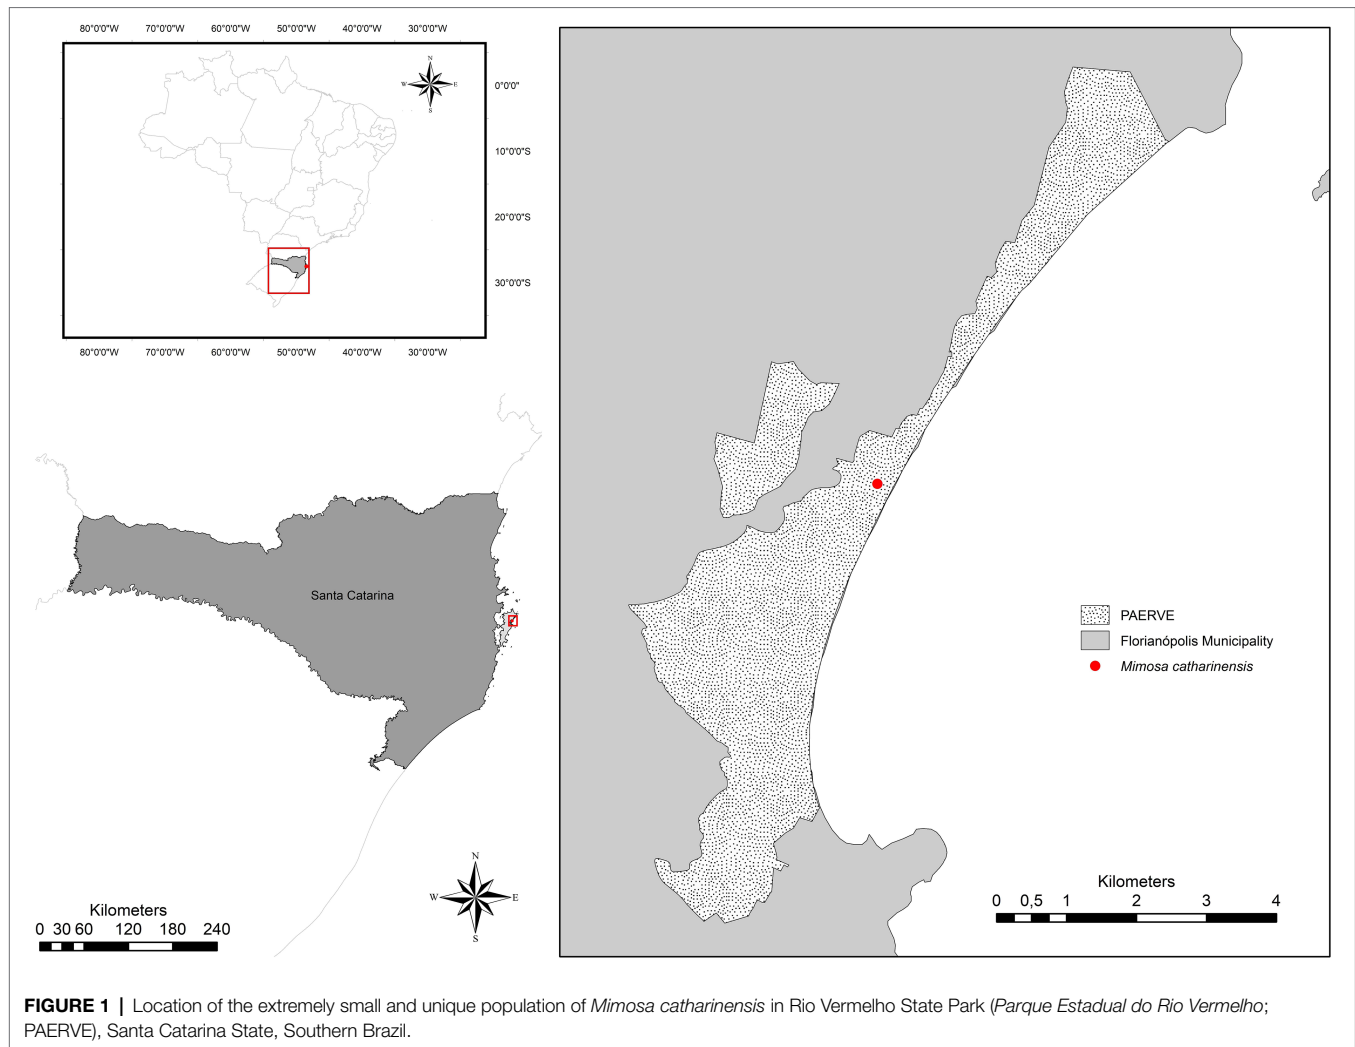 80°0'0"W 70°0'0"W 60°0'0"W 50°0'0"W 40°0'0"W 30°0'0"W
N
W E
S
0°0'0"
10°0'0"S
20°0'0"S
30°0'0"S
80°0'0"W 70°0'0"W 60°0'0"W 50°0'0"W 40°0'0"W 30°0'0"W
Santa Catarina
N
W E
S
Kilometers
0 30 60 120 180 240
PAERVE
Florianópolis Municipality
Mimosa catharinensis
Kilometers
0 0,5 1 2 3 4
FIGURE 1 | Location of the extremely small and unique population of Mimosa catharinensis in Rio Vermelho State Park (Parque Estadual do Rio Vermelho;
PAERVE), Santa Catarina State, Southern Brazil.